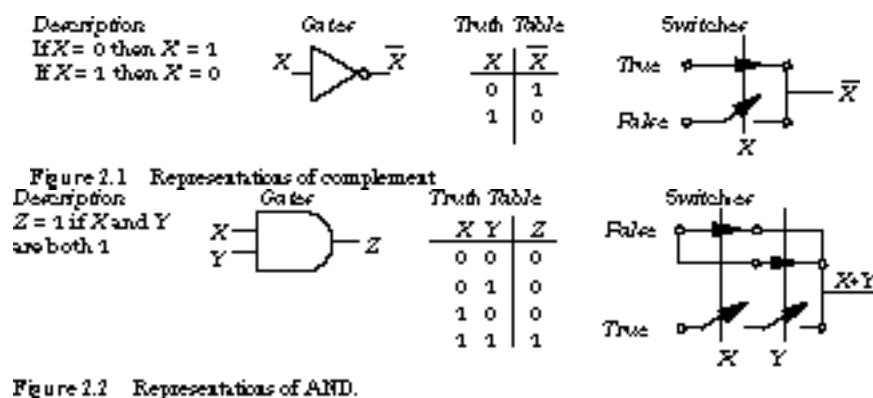 Description Gates Truth Table Switches
If X = 0 then X' = 1
If X = 1 then X' = 0
X X̅ X X̅ True X̅
0 1
1 0 False
X
Figure 2.1 Representations of complement
Description Gates Truth Table Switches
Z = 1 if X and Y
are both 1
X Y Z X Y Z False
0 0 0
0 1 0 X+Y
1 0 0
1 1 1 True
X Y
Figure 2.2 Representations of AND.